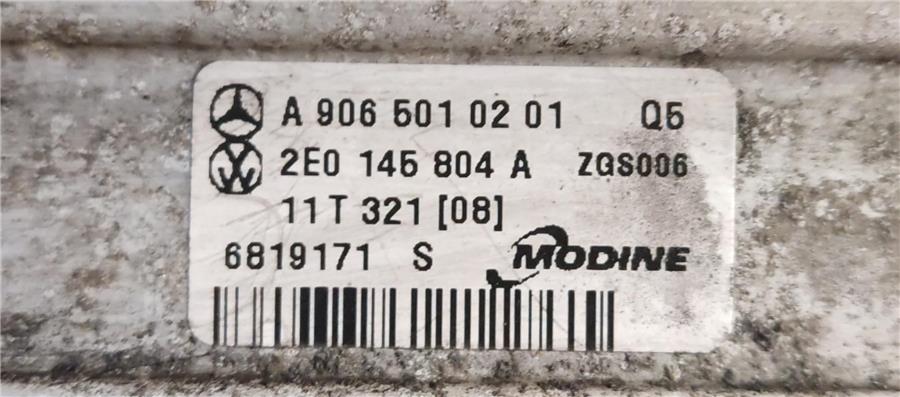 A 906 501 02 01 Q5
2E0 145 804 A ZGS006
11T 321 [08]
6819171 S MODINE